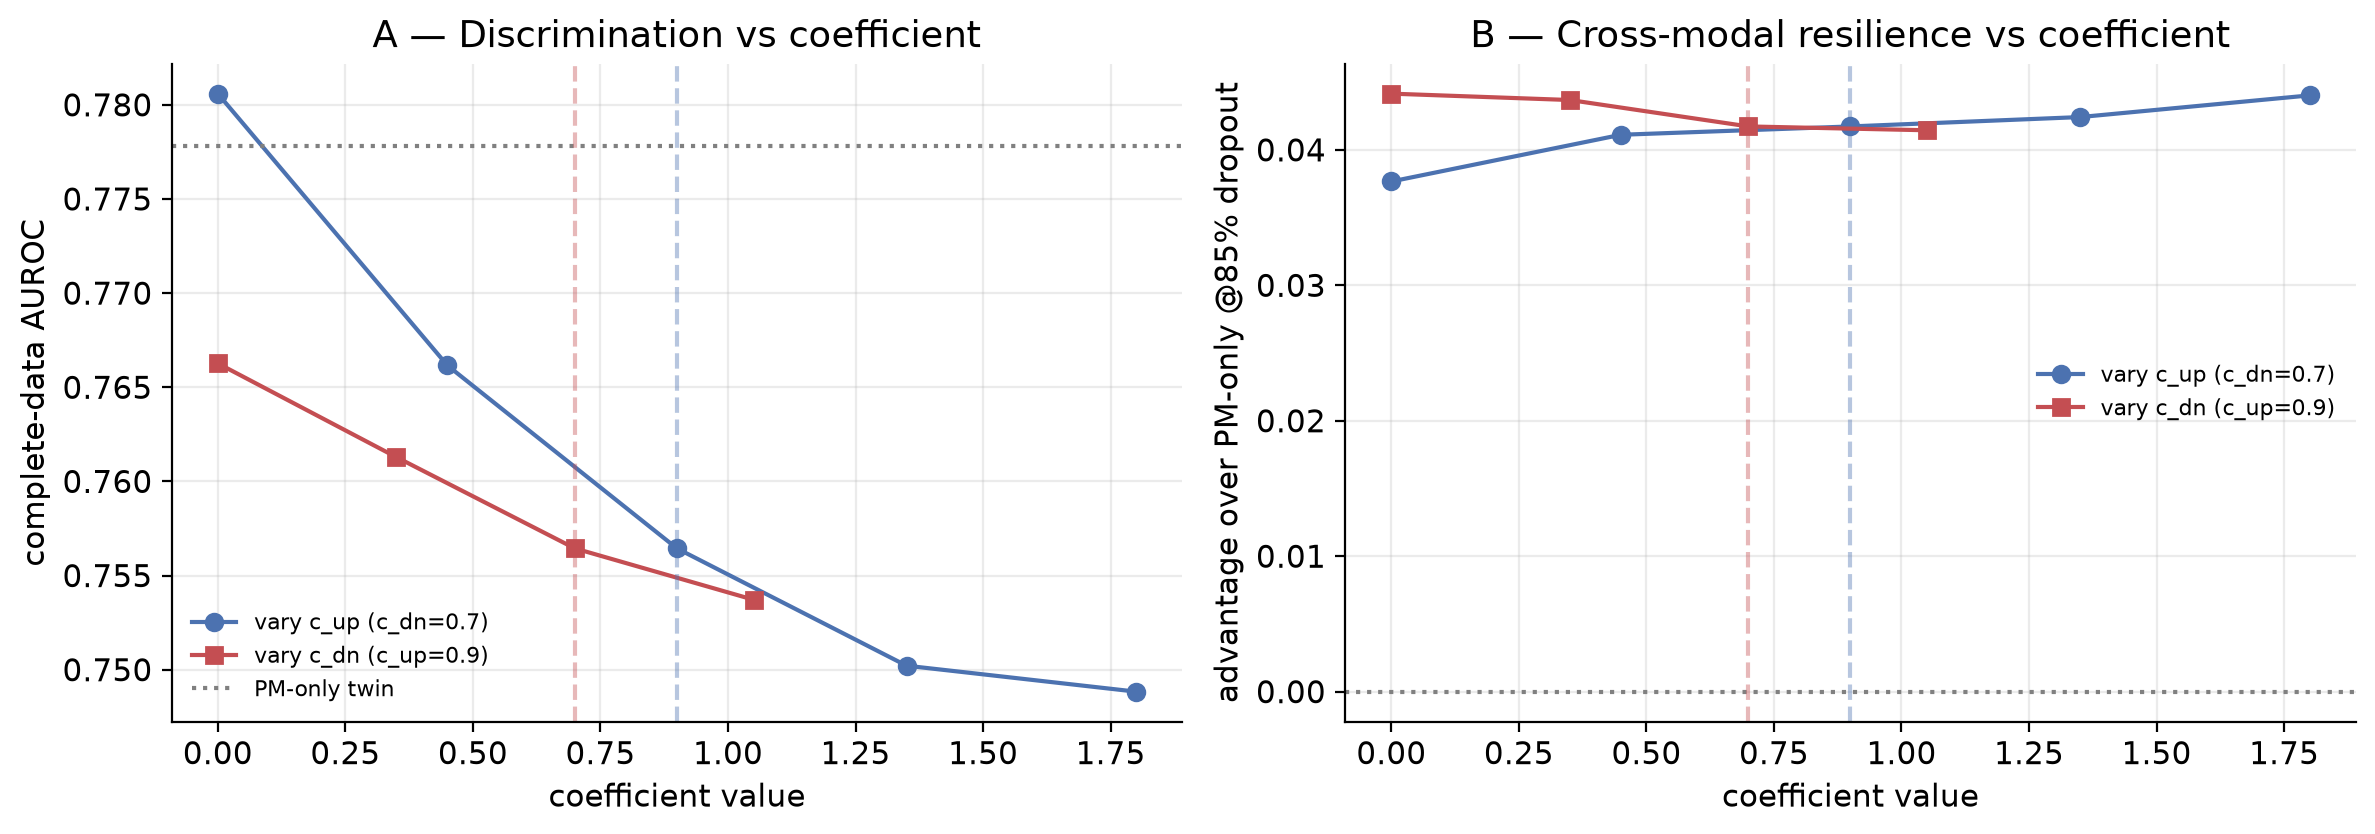 A — Discrimination vs coefficient
complete-data AUROC
0.780
0.775
0.770
0.765
0.760
0.755
0.750
vary c_up (c_dn=0.7)
vary c_dn (c_up=0.9)
PM-only twin
0.00 0.25 0.50 0.75 1.00 1.25 1.50 1.75
coefficient value
B — Cross-modal resilience vs coefficient
advantage over PM-only @85% dropout
0.04
0.03
0.02
0.01
0.00
vary c_up (c_dn=0.7)
vary c_dn (c_up=0.9)
0.00 0.25 0.50 0.75 1.00 1.25 1.50 1.75
coefficient value